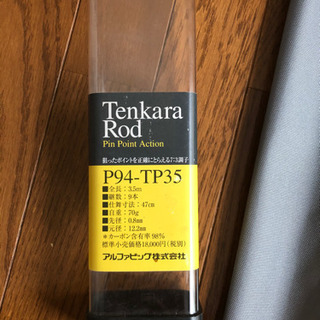 Tenkara
Rod
Pin Point Action
狙ったポイントを正確にとらえる7:3調子
P94-TP35
■全長：3.5m
■継数：9本
■仕舞寸法：47cm
■自重：70g
■先径：0.8mm
■元径：12.2mm
＊カーボン含有率98%
標準小売価格18,000円（税別）
アルファビッグ株式会社